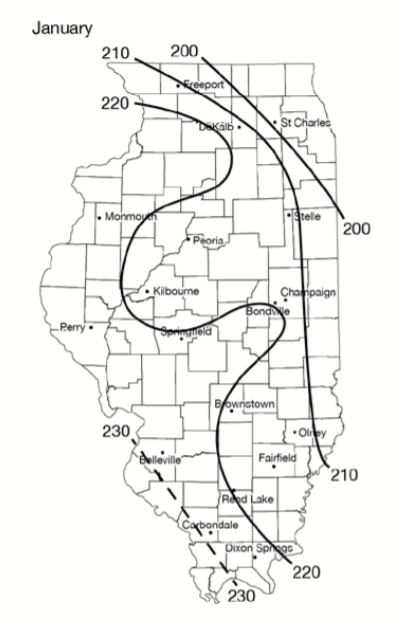 January
210
200
220
Freeport
DeKalb
St Charles
Monmouth
Stelle
200
Peoria
Kilbourne
Champaign
Bondville
Perry
Springfield
Brownstown
230
Olney
Belleville
Fairfield
210
Rend Lake
Carbondale
Dixon Springs
220
230